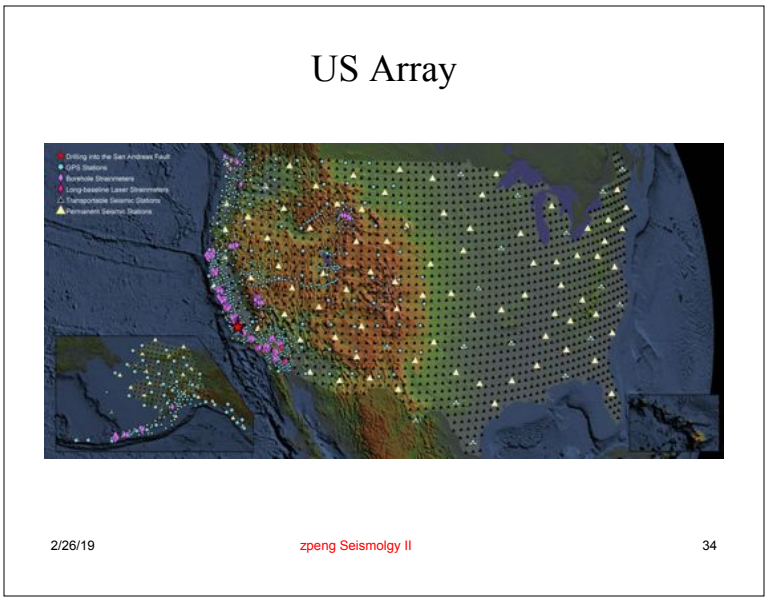 US Array
Drilling into the San Andreas Fault
GPS Stations
Borehole Strainmeters
Long-baseline Laser Strainmeters
Transportable Seismic Stations
Permanent Seismic Stations
2/26/19
zpeng Seismolgy II
34